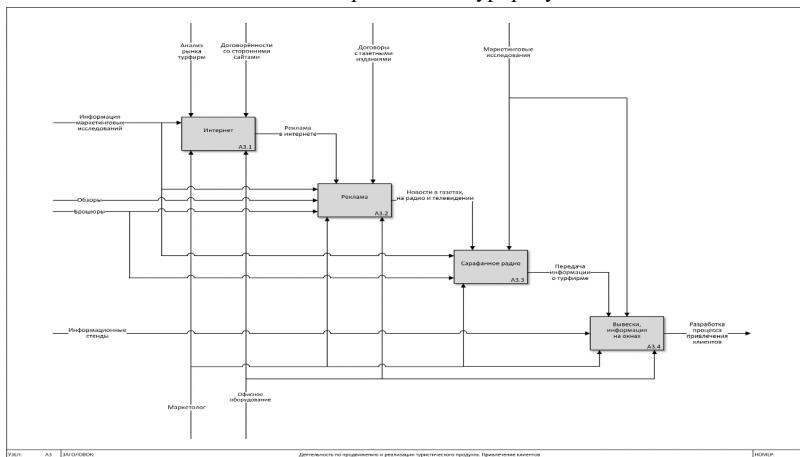 Анализ
рынка
турфирм
Договорённости
со сторонними
сайтами
Договоры
с газетными
изданиями
Маркетинговые
исследования
Информация
маркетинговых
исследований
Интернет
А3.1
Реклама
в интернете
Обзоры
Брошюры
Реклама
А3.2
Новости в газетах,
на радио и телевидении
Сарафанное радио
А3.3
Передача
информации
о турфирме
Информационные
стенды
Вывески,
информация
на окнах
А3.4
Разработка
процесса
привлечения
клиентов
Маркетолог
Офисное
оборудование
УЗЕЛ: А3 ЗАГОЛОВОК: Деятельность по продвижению и реализации туристического продукта. Привлечение клиентов НОМЕР: